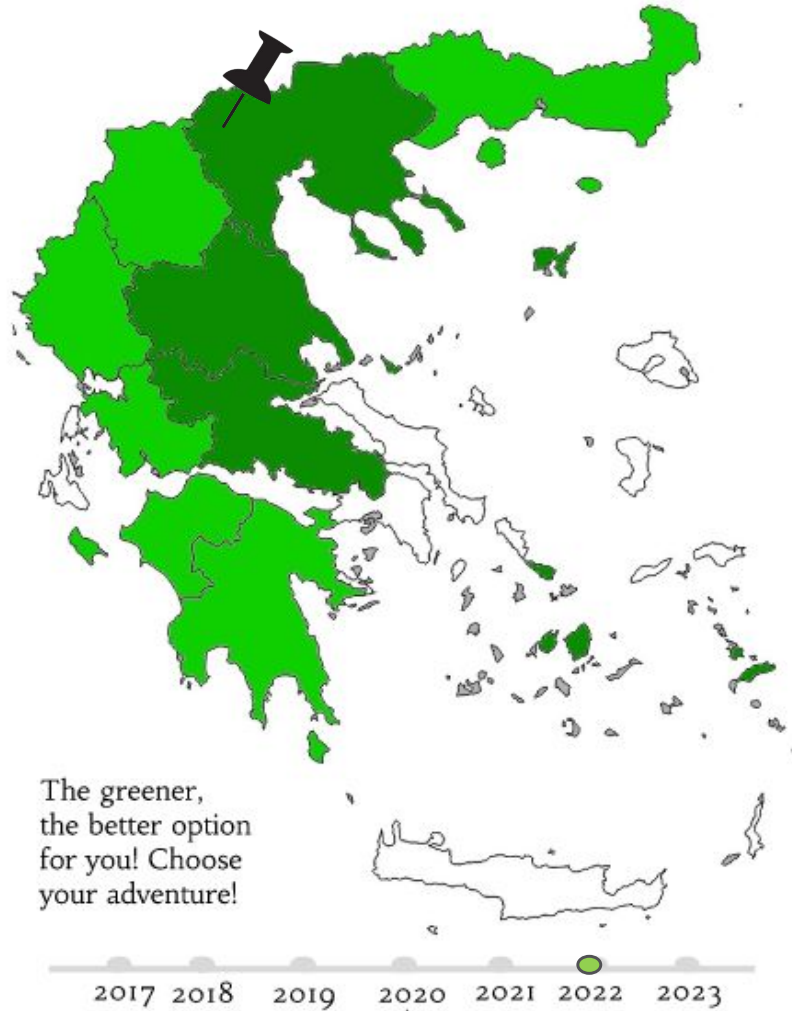 The greener,
the better option
for you! Choose
your adventure!
2017 2018 2019 2020 2021 2022 2023